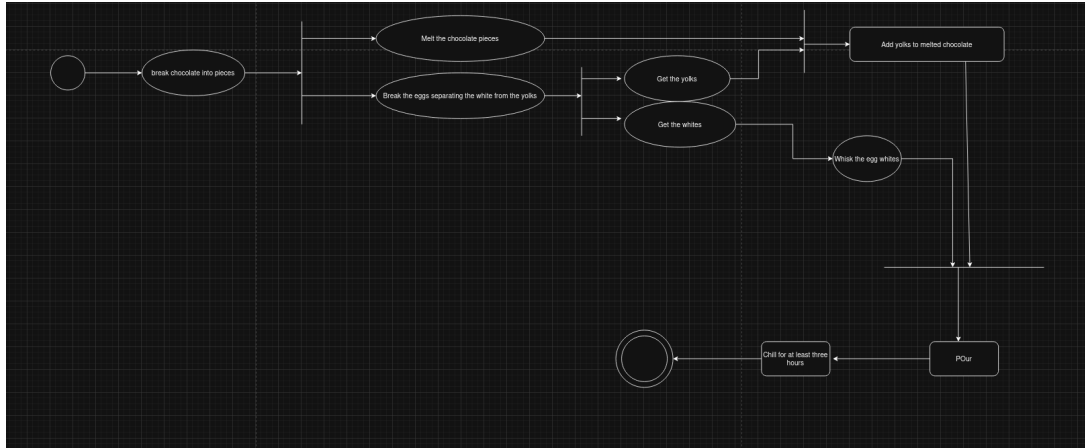 break chocolate into pieces
Melt the chocolate pieces
Break the eggs separating the white from the yolks
Get the yolks
Get the whites
Add yolks to melted chocolate
Whisk the egg whites
POur
Chill for at least three
hours